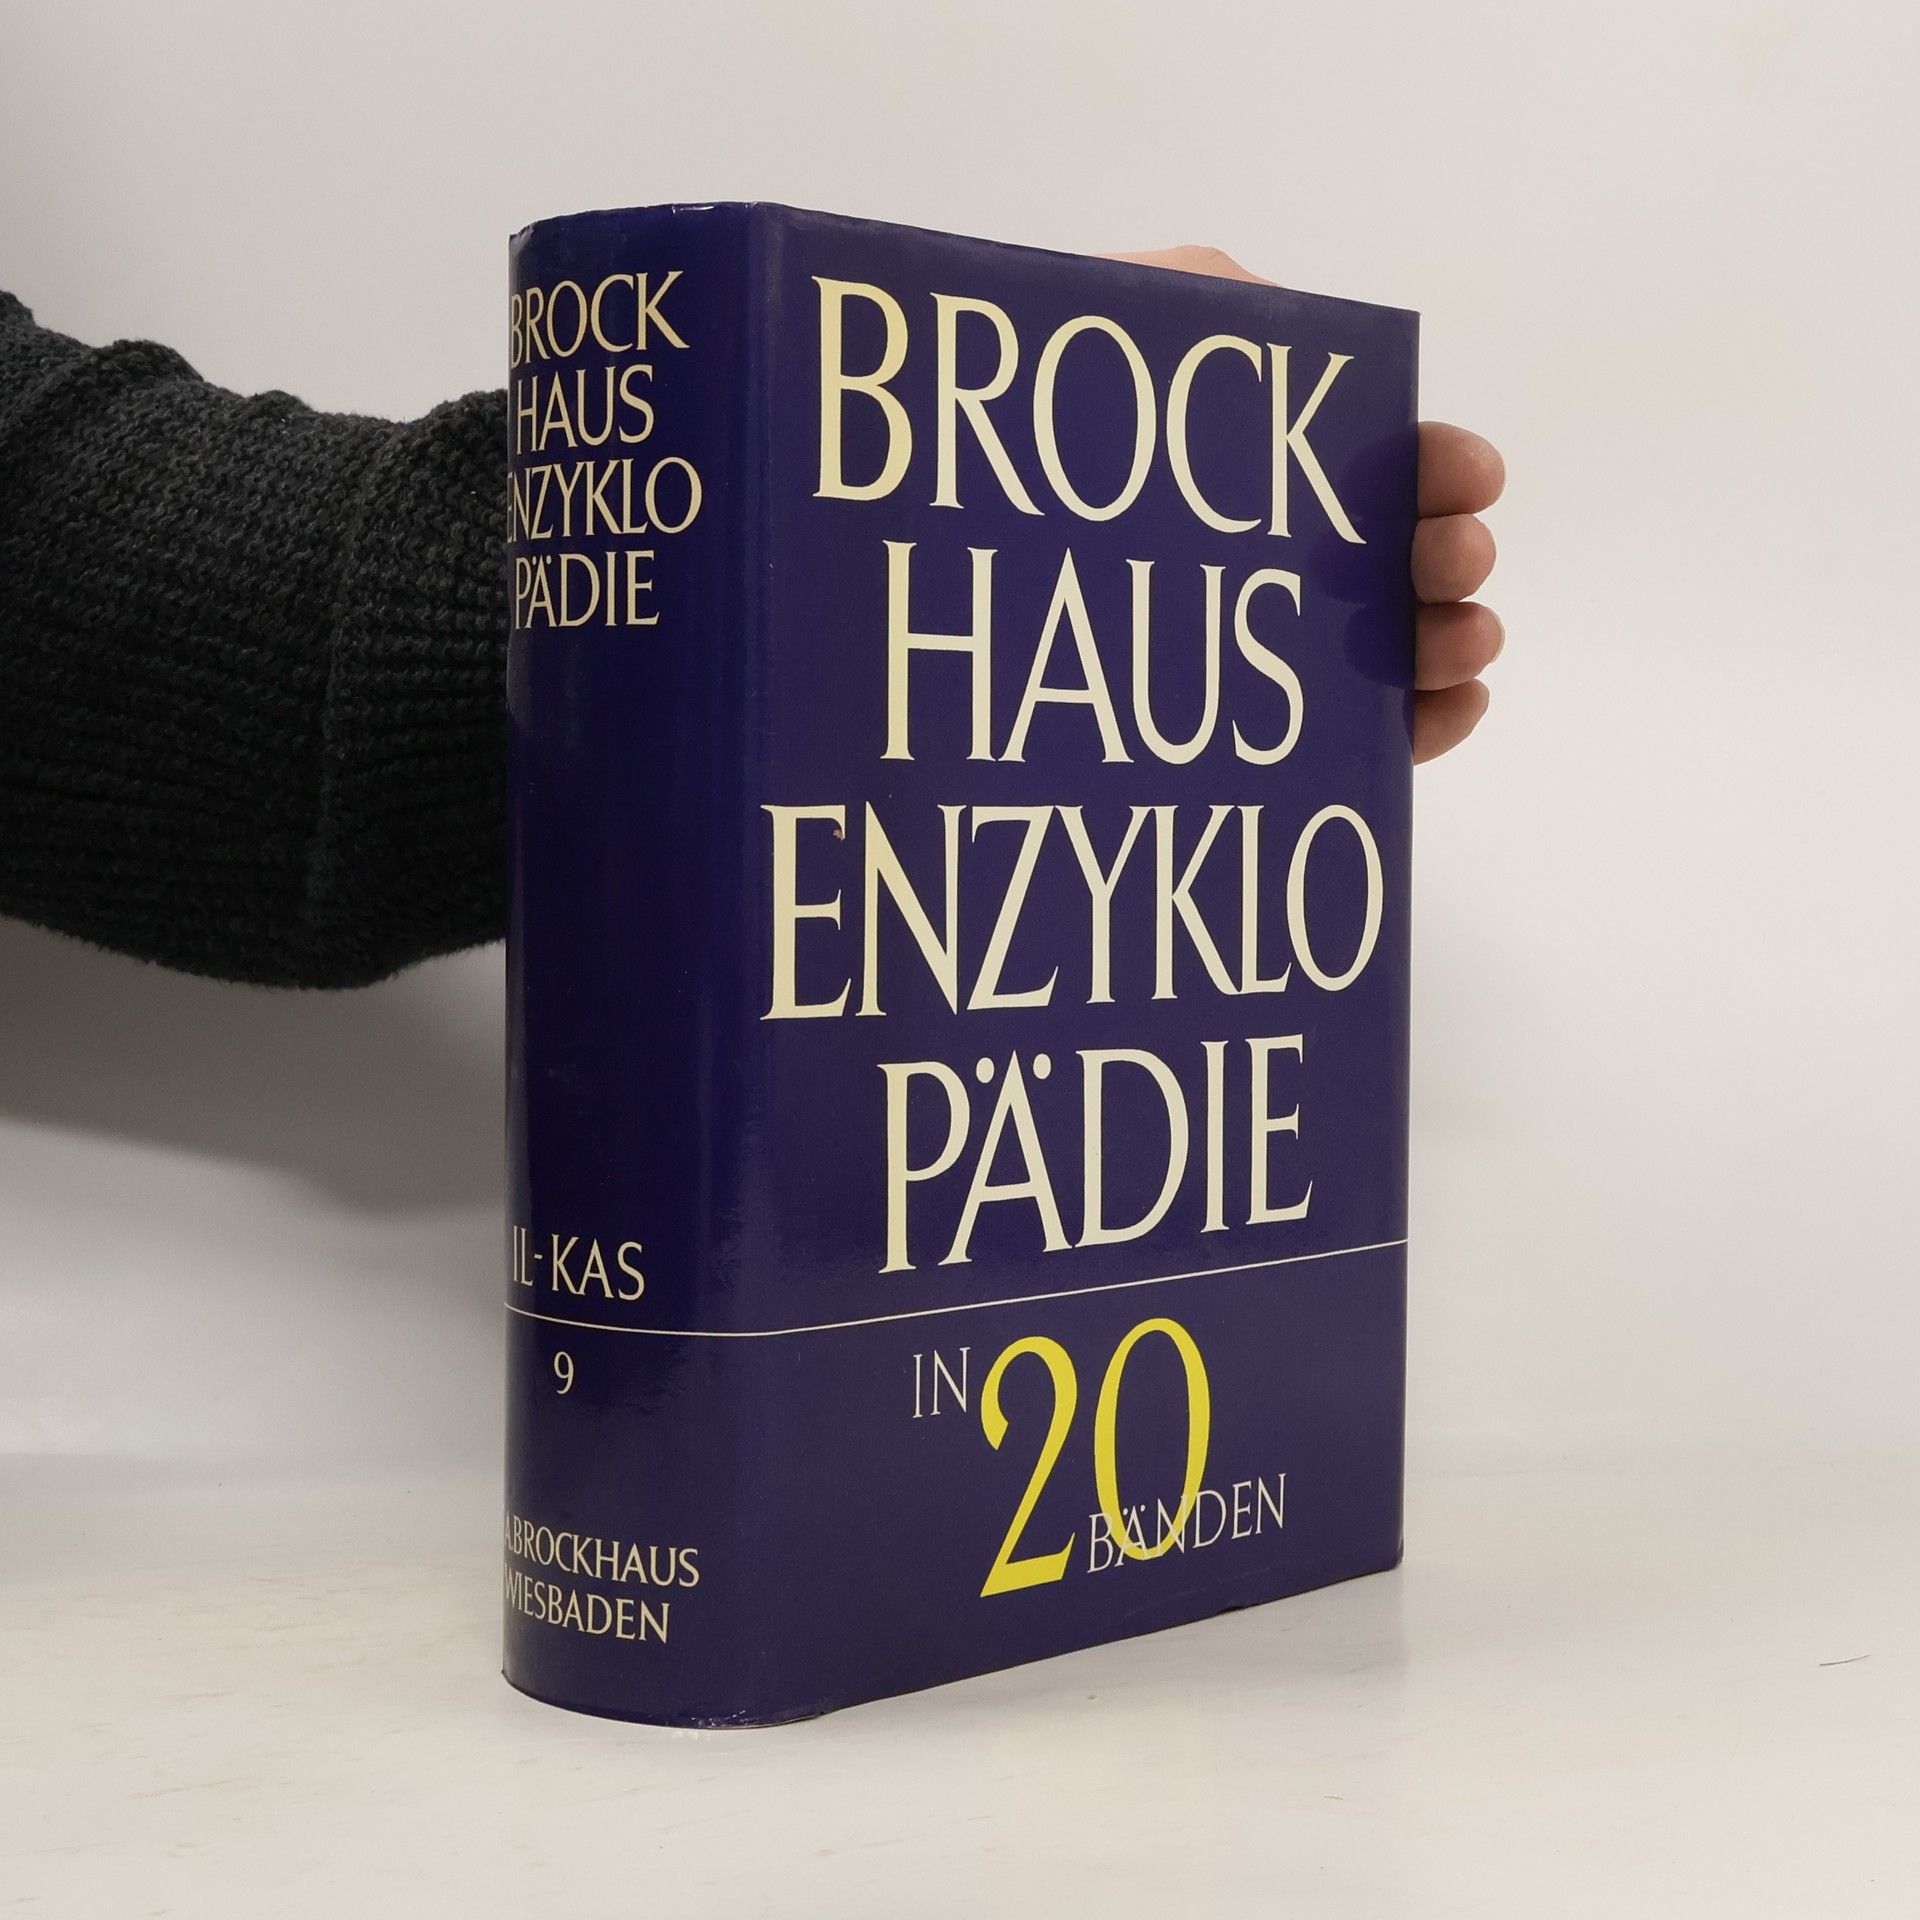 BROCK
HAUS
ENZYKLO
PÄDIE
IL-KAS
9
A.BROCKHAUS
WIESBADEN
BROCK
HAUS
ENZYKLO
PÄDIE
IN 20
BÄNDEN